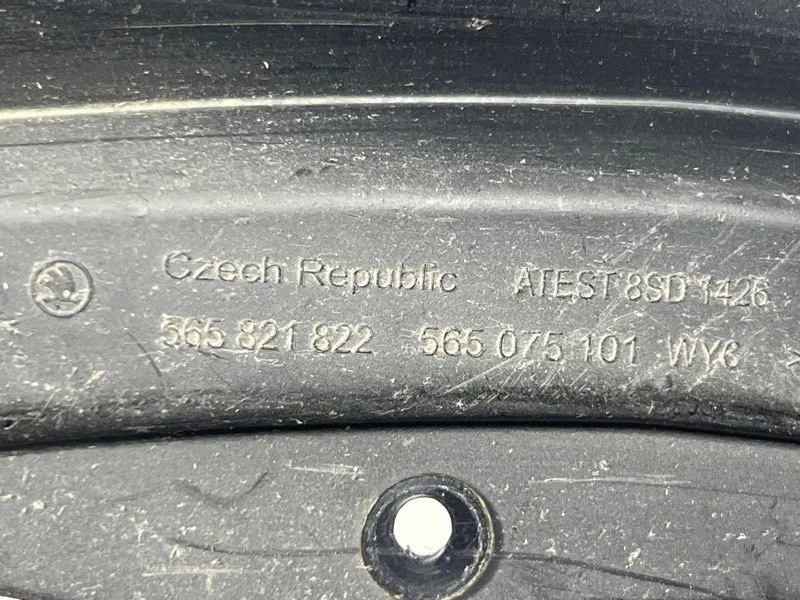 Czech Republic ATEST 8SD 1426
565 821 822 565 075 101 WY6